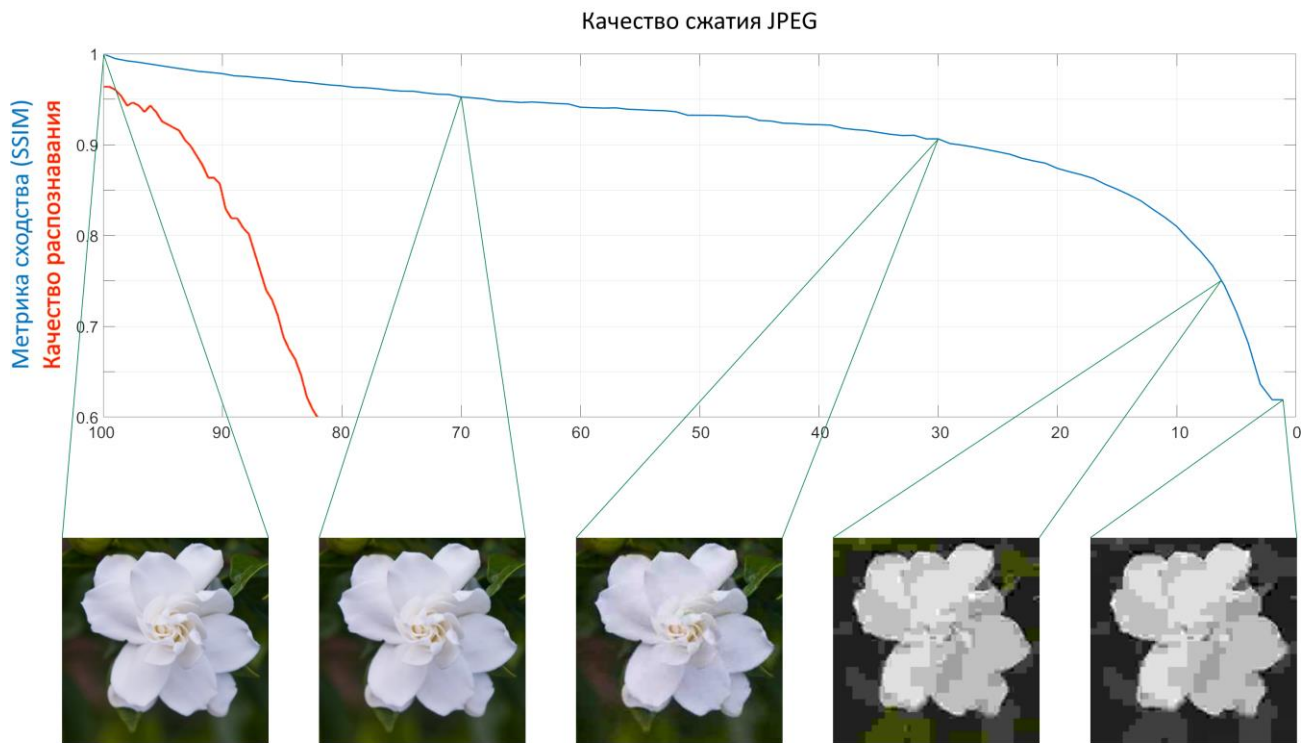 Качество сжатия JPEG
Метрика сходства (SSIM)
Качество распознавания
1
0.9
0.8
0.7
0.6
100 90 80 70 60 50 40 30 20 10 0